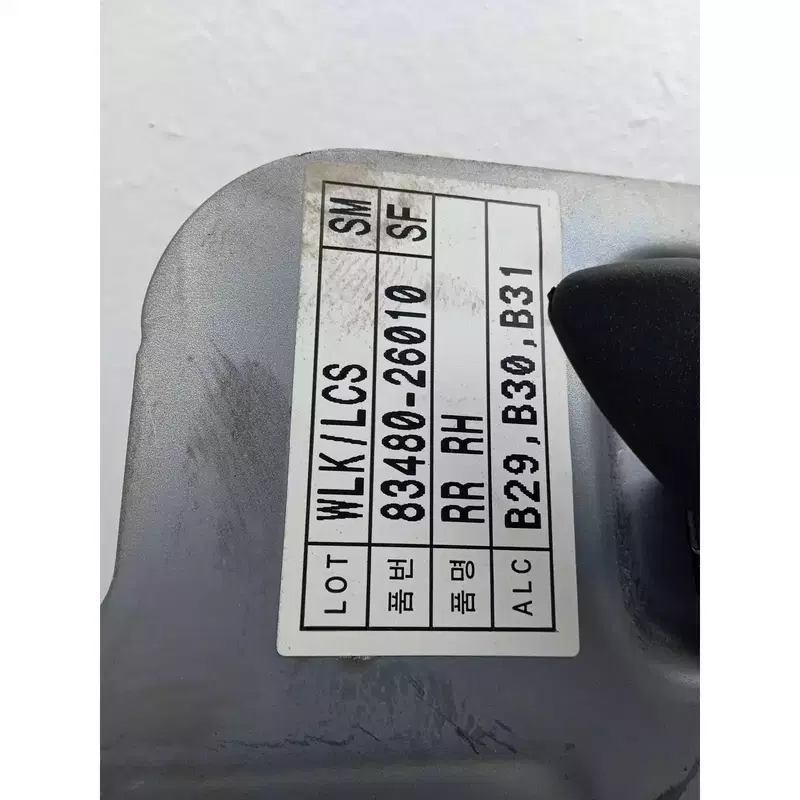 LOT WLK/LCS SM
품번 83480-26010 SF
품명 RR RH
ALC B29,B30,B31